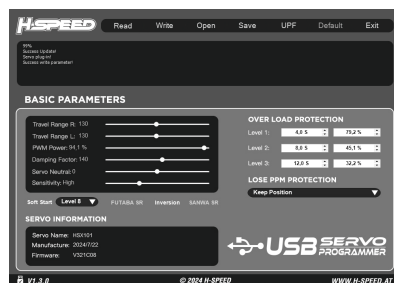 H-SPEED Read Write Open Save UPF Default Exit
99%
Success Update!
Servo plug in!
Success write parameter!
BASIC PARAMETERS
Travel Range R: 130
Travel Range L: 130
PWM Power: 94,1 %
Damping Factor: 140
Servo Neutral: 0
Sensitivity: High
Soft Start Level 8 FUTABA SR Inversion SANWA SR
OVER LOAD PROTECTION
Level 1: 4,0 S 79,2 %
Level 2: 8,0 S 45,1 %
Level 3: 12,0 S 32,2 %
LOSE PPM PROTECTION
Keep Position
SERVO INFORMATION
Servo Name: HSX101
Manufacture: 2024/7/22
Firmware: V321C08
USB SERVO PROGRAMMER
V1.3.0 © 2024 H-SPEED WWW.H-SPEED.AT